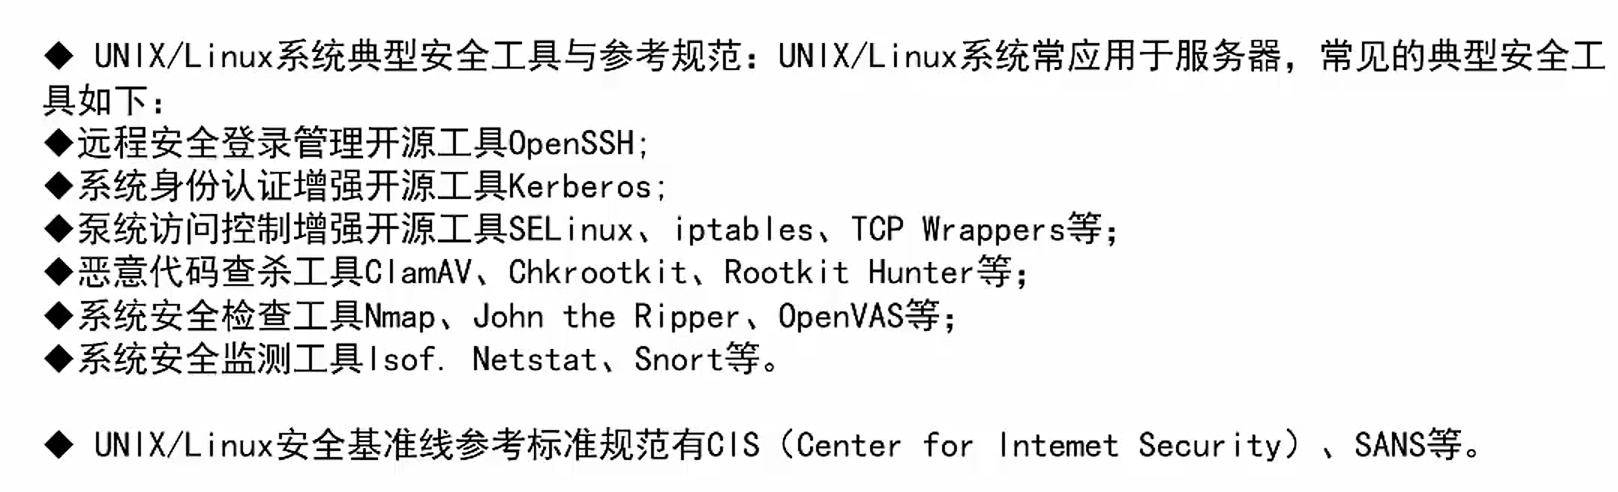 ◆ UNIX/Linux系统典型安全工具与参考规范：UNIX/Linux系统常应用于服务器，常见的典型安全工
具如下：
◆远程安全登录管理开源工具OpenSSH;
◆系统身份认证增强开源工具Kerberos;
◆泵统访问控制增强开源工具SELinux、iptables、TCP Wrappers等；
◆恶意代码查杀工具ClamAV、Chkrootkit、Rootkit Hunter等；
◆系统安全检查工具Nmap、John the Ripper、OpenVAS等；
◆系统安全监测工具lsof. Netstat、Snort等。
◆ UNIX/Linux安全基准线参考标准规范有CIS（Center for Intemet Security）、SANS等。